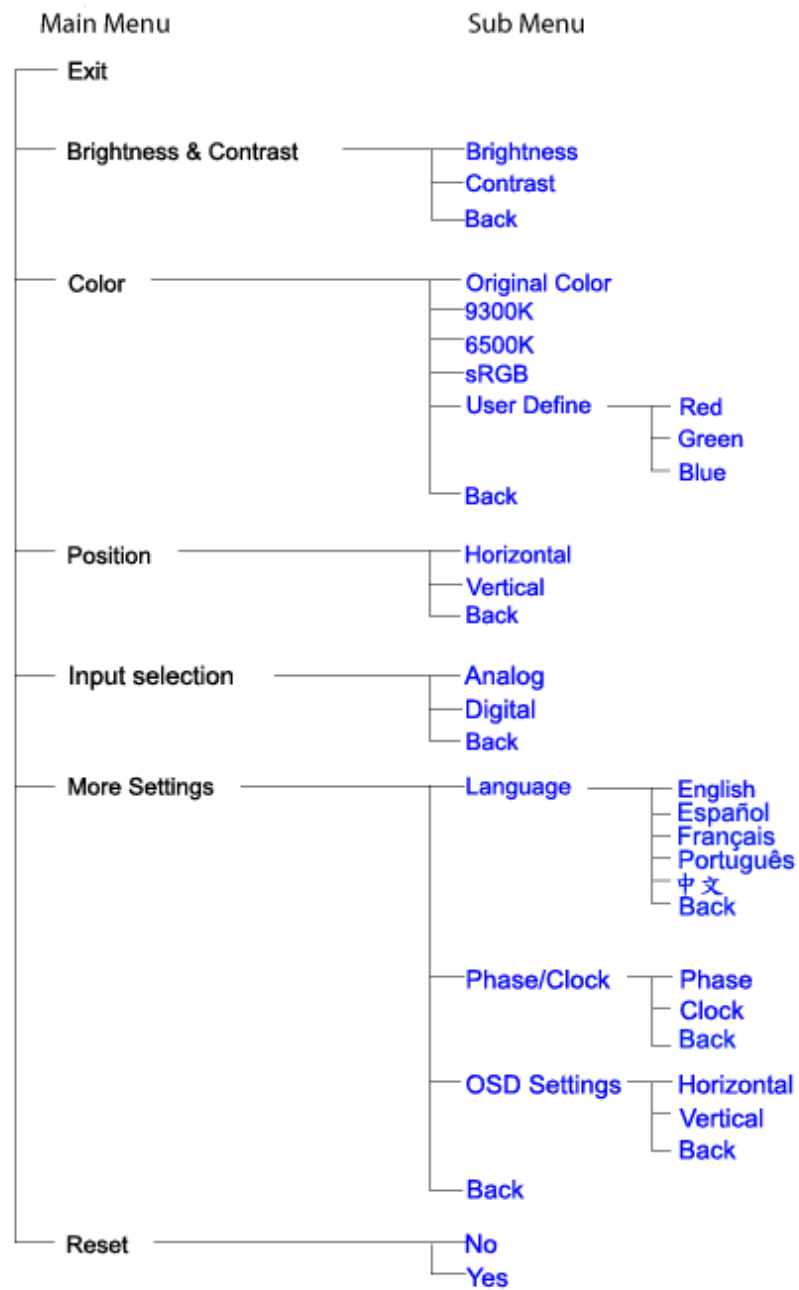 Main Menu Sub Menu
Exit
Brightness & Contrast Brightness
Contrast
Back
Color Original Color
9300K
6500K
sRGB
User Define Red
Green
Blue
Back
Position Horizontal
Vertical
Back
Input selection Analog
Digital
Back
More Settings Language English
Español
Français
Português
中文
Back
Phase/Clock Phase
Clock
Back
OSD Settings Horizontal
Vertical
Back
Back
Reset No
Yes